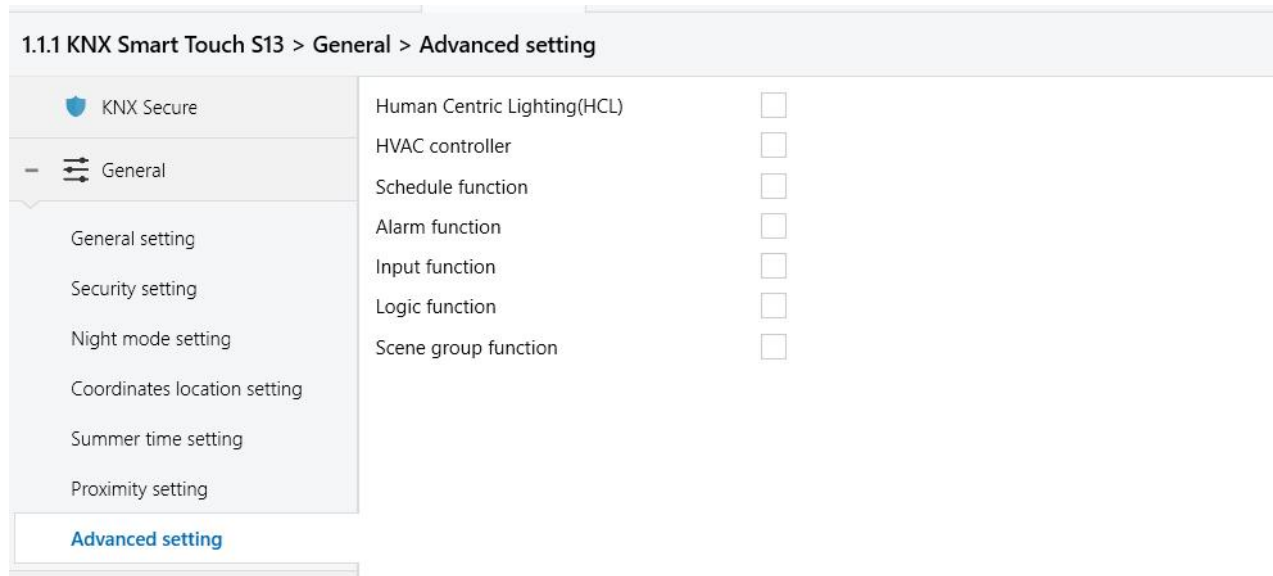 1.1.1 KNX Smart Touch S13 > General > Advanced setting
KNX Secure
General
General setting
Security setting
Night mode setting
Coordinates location setting
Summer time setting
Proximity setting
Advanced setting
Human Centric Lighting(HCL)
HVAC controller
Schedule function
Alarm function
Input function
Logic function
Scene group function